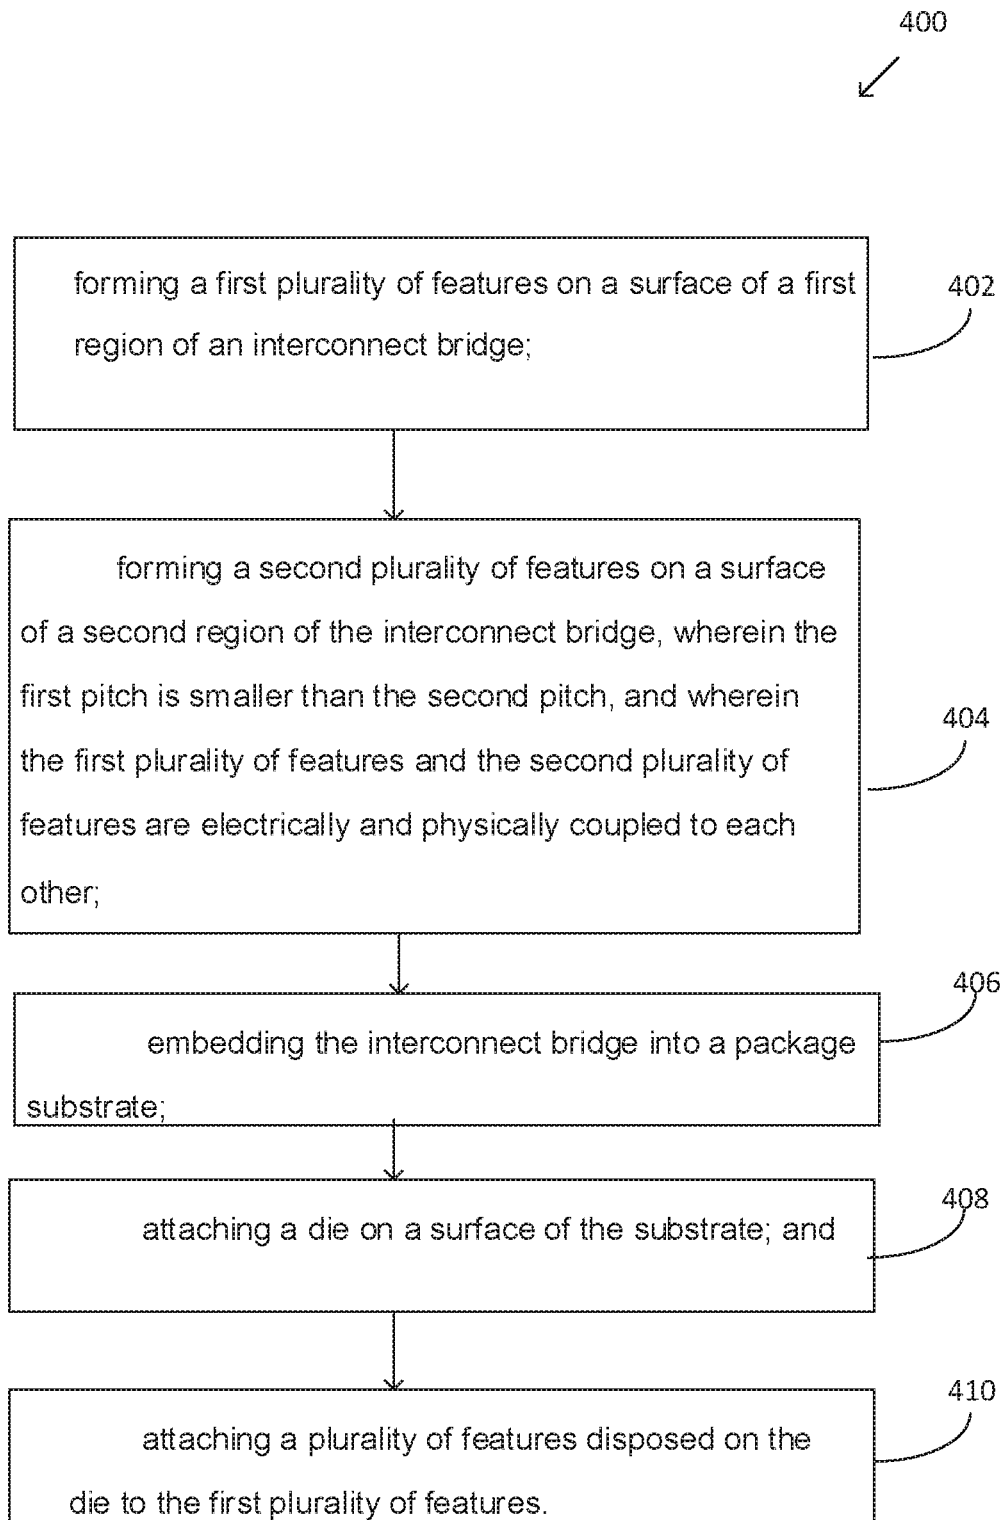 400
forming a first plurality of features on a surface of a first
region of an interconnect bridge;
402
forming a second plurality of features on a surface
of a second region of the interconnect bridge, wherein the
first pitch is smaller than the second pitch, and wherein
the first plurality of features and the second plurality of
features are electrically and physically coupled to each
other;
404
embedding the interconnect bridge into a package
substrate;
406
attaching a die on a surface of the substrate; and
408
attaching a plurality of features disposed on the
die to the first plurality of features.
410